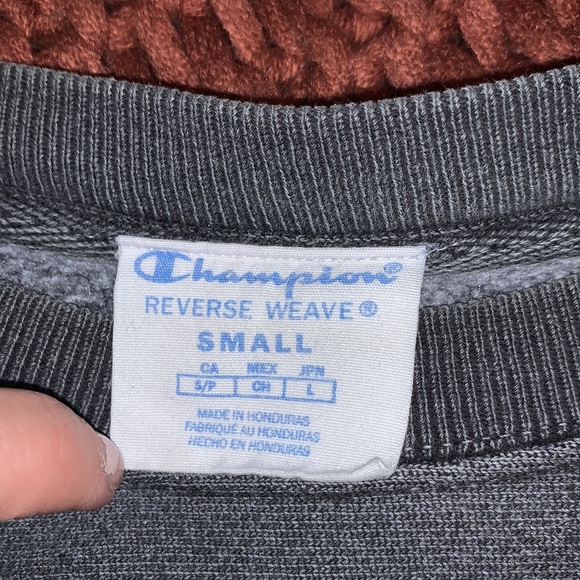 Champion®
REVERSE WEAVE®
SMALL
CA MEX JPN
S/P CH L
MADE IN HONDURAS
FABRIQUÉ AU HONDURAS
HECHO EN HONDURAS